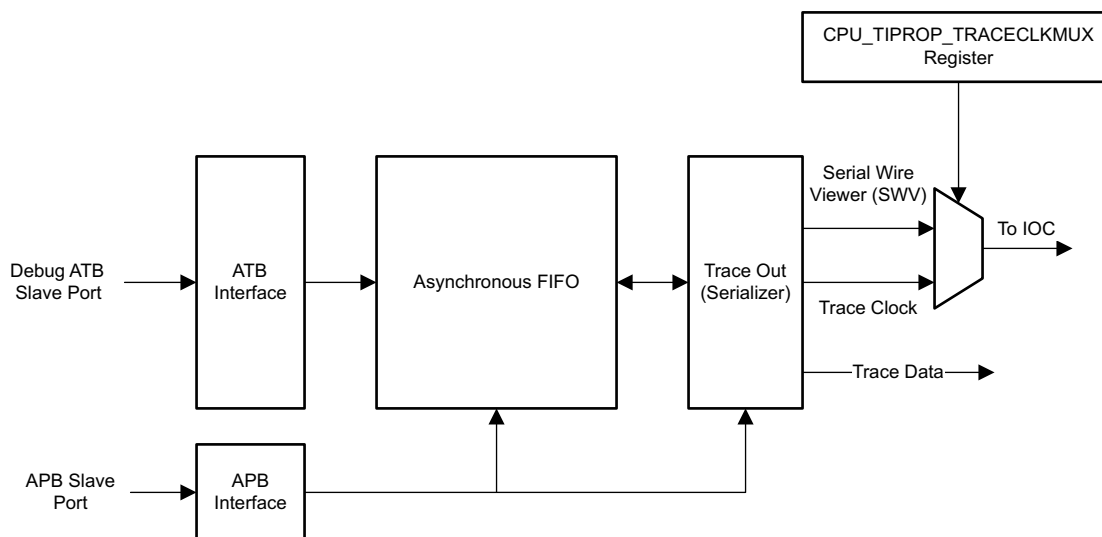 CPU_TIPROP_TRACECLKMUX
Register
Serial Wire
Viewer (SWV)
To IOC
Debug ATB
Slave Port
ATB
Interface
Asynchronous FIFO
Trace Out
(Serializer)
Trace Clock
Trace Data
APB Slave
Port
APB
Interface